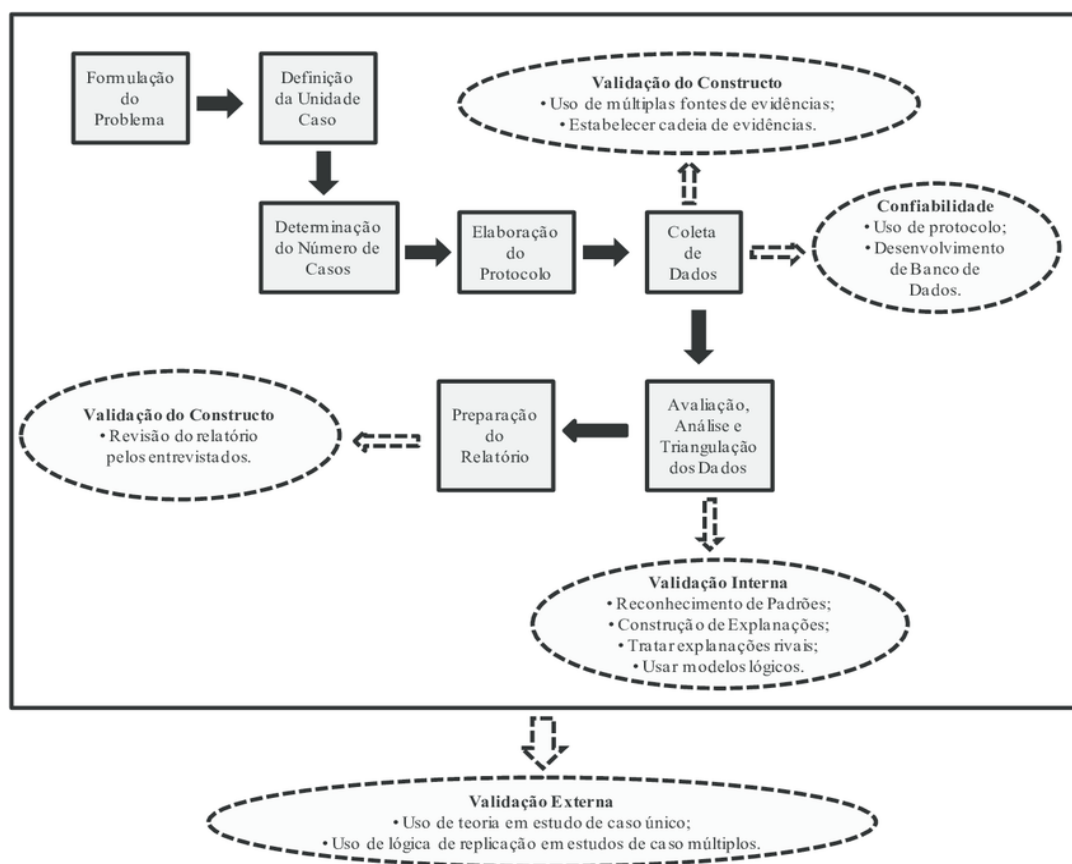 Formulação
do
Problema
Definição
da Unidade
Caso
Validação do Constructo
• Uso de múltiplas fontes de evidências;
• Estabelecer cadeia de evidências.
Determinação
do Número de
Casos
Elaboração
do
Protocolo
Coleta
de
Dados
Confiabilidade
• Uso de protocolo;
• Desenvolvimento
de Banco de
Dados.
Validação do Constructo
• Revisão do relatório
pelos entrevistados.
Preparação
do
Relatório
Avaliação,
Análise e
Triangulação
dos Dados
Validação Interna
• Reconhecimento de Padrões;
• Construção de Explanações;
• Tratar explanações rivais;
• Usar modelos lógicos.
Validação Externa
• Uso de teoria em estudo de caso único;
• Uso de lógica de replicação em estudos de caso múltiplos.